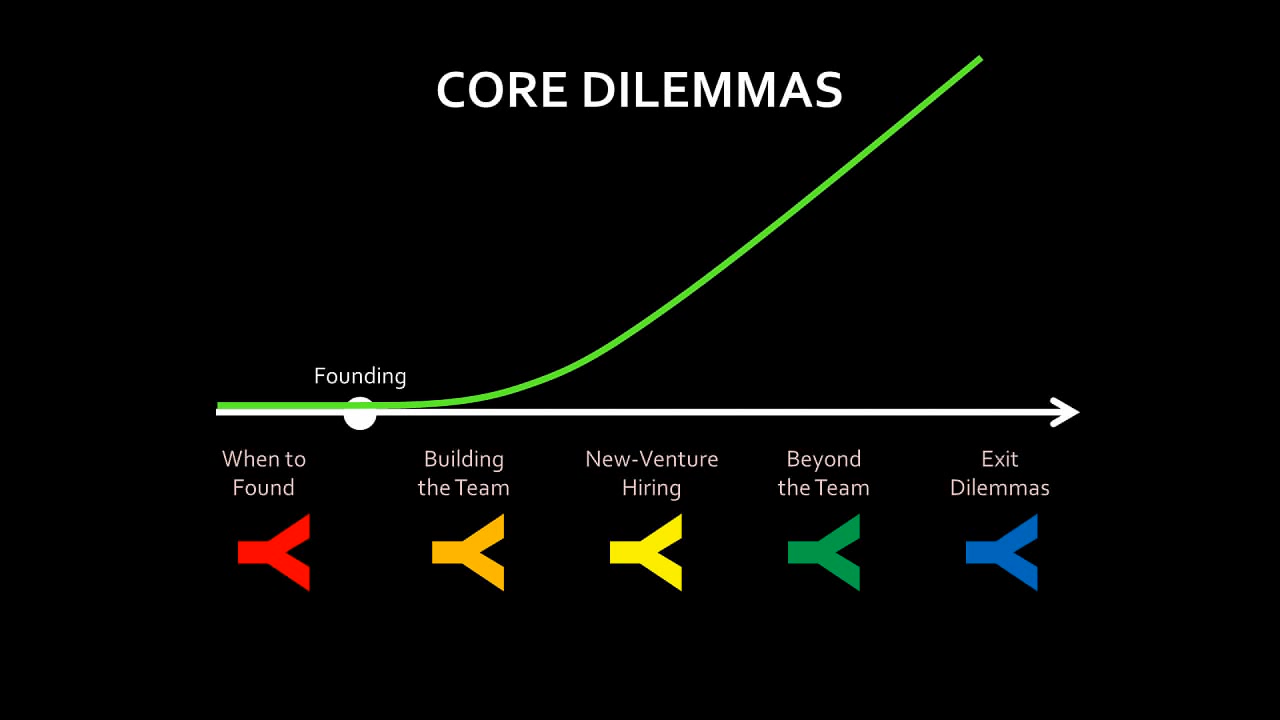 CORE DILEMMAS
Founding
When to
Found
Building
the Team
New-Venture
Hiring
Beyond
the Team
Exit
Dilemmas